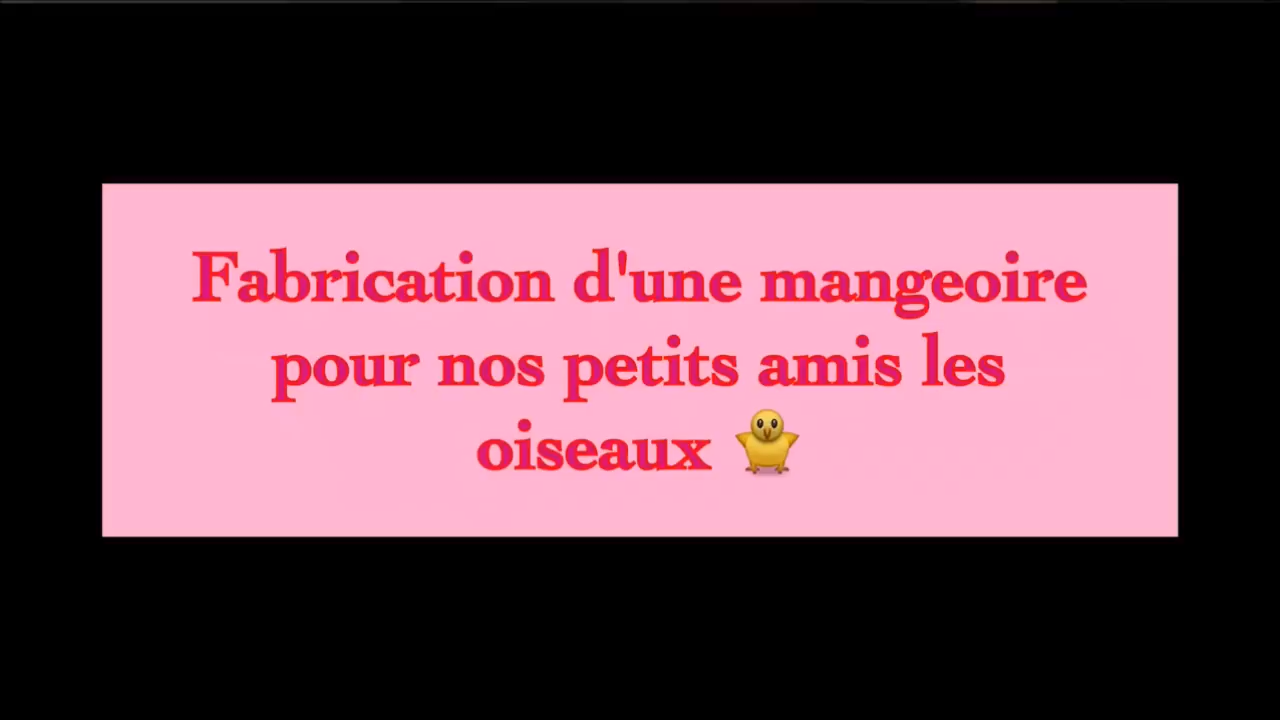 Fabrication d'une mangeoire
pour nos petits amis les
oiseaux 🐥